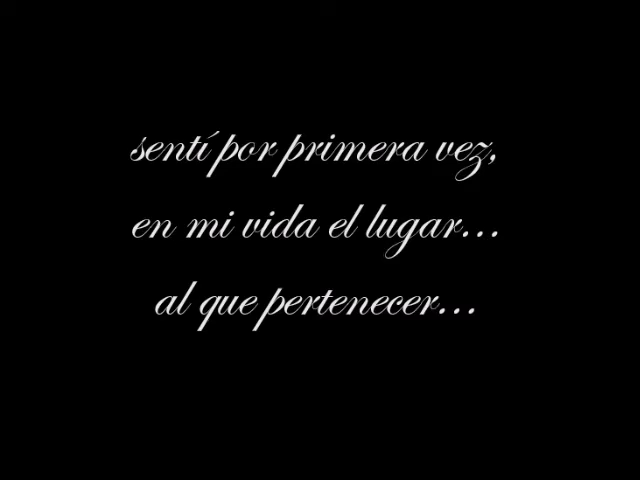 sentí por primera vez,
en mi vida el lugar...
al que pertenecer...